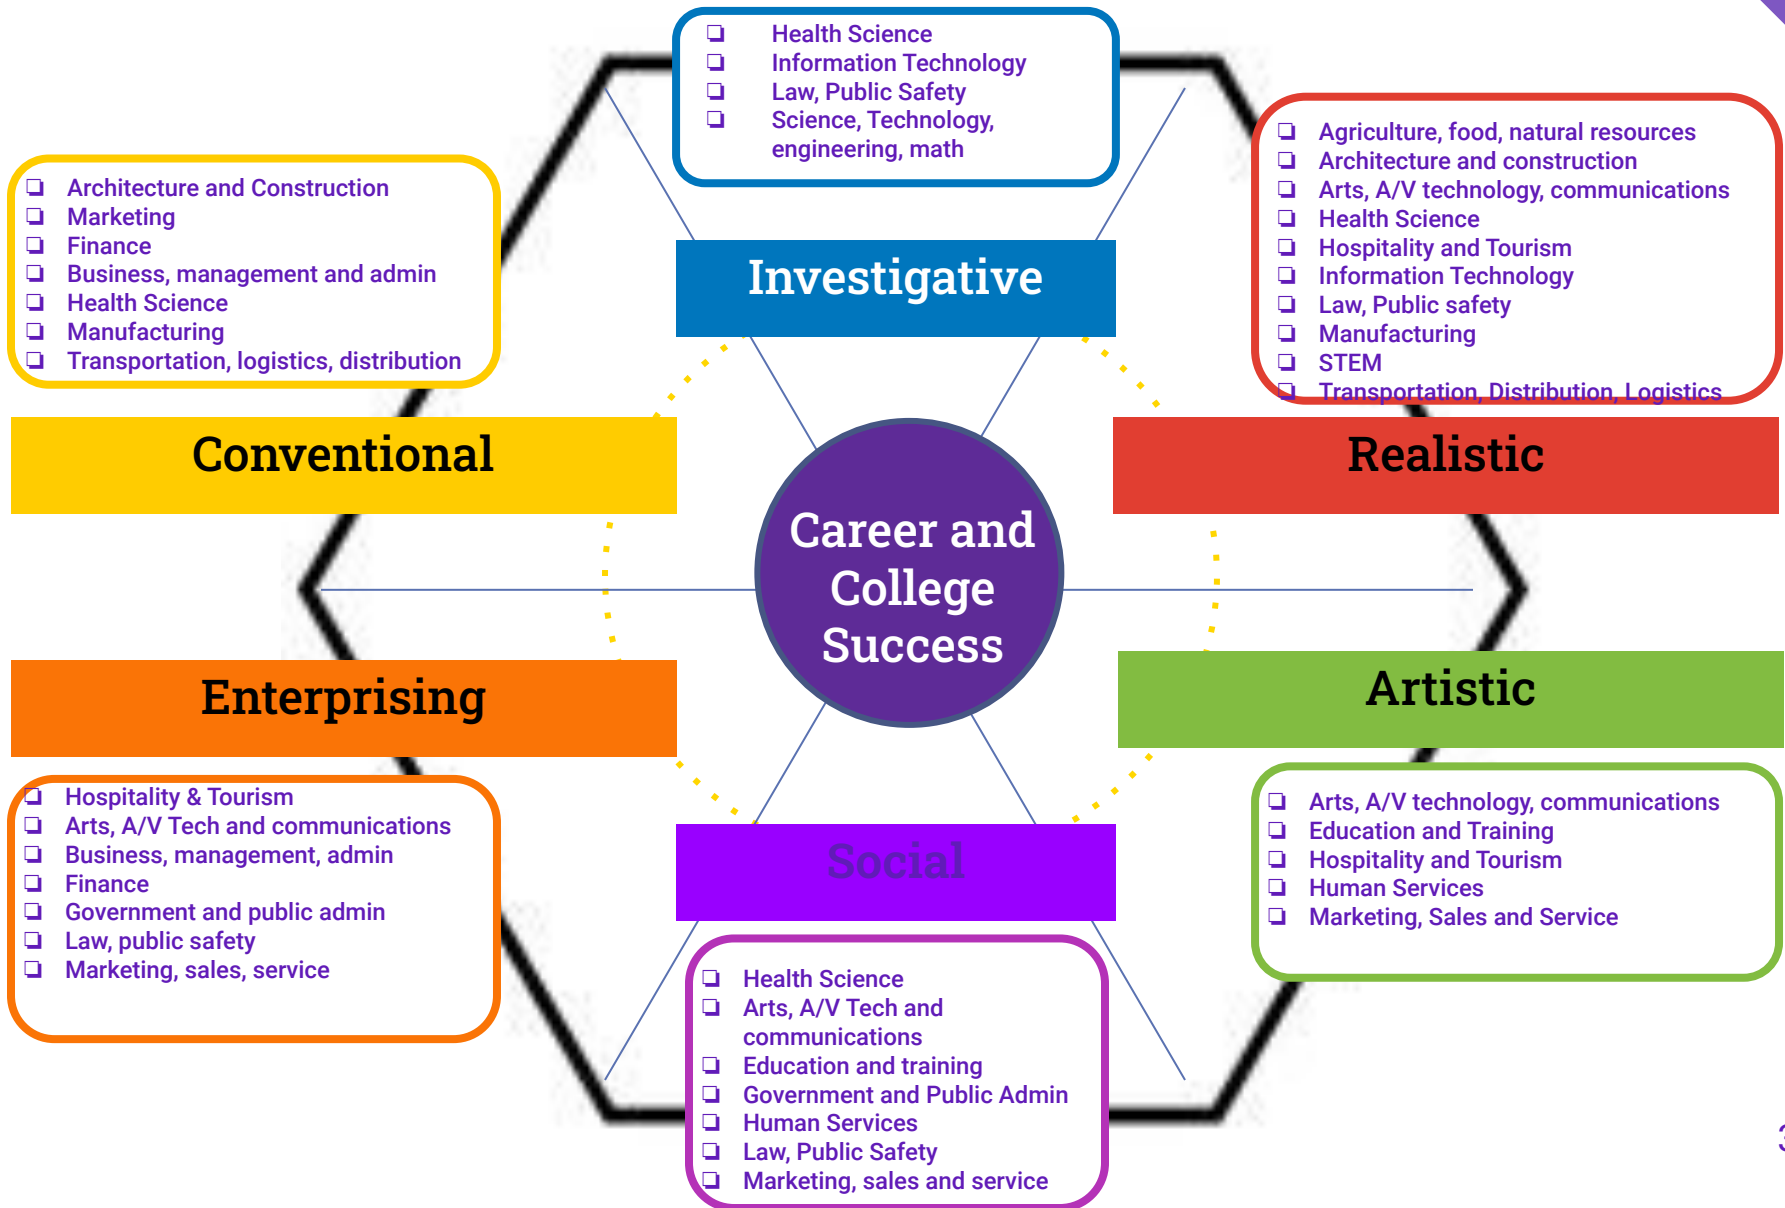 Health Science
Information Technology
Law, Public Safety
Science, Technology,
engineering, math
Investigative
Architecture and Construction
Marketing
Finance
Business, management and admin
Health Science
Manufacturing
Transportation, logistics, distribution
Conventional
Agriculture, food, natural resources
Architecture and construction
Arts, A/V technology, communications
Health Science
Hospitality and Tourism
Information Technology
Law, Public safety
Manufacturing
STEM
Transportation, Distribution, Logistics
Realistic
Career and
College
Success
Enterprising
Hospitality & Tourism
Arts, A/V Tech and communications
Business, management, admin
Finance
Government and public admin
Law, public safety
Marketing, sales, service
Artistic
Arts, A/V technology, communications
Education and Training
Hospitality and Tourism
Human Services
Marketing, Sales and Service
Social
Health Science
Arts, A/V Tech and
communications
Education and training
Government and Public Admin
Human Services
Law, Public Safety
Marketing, sales and service